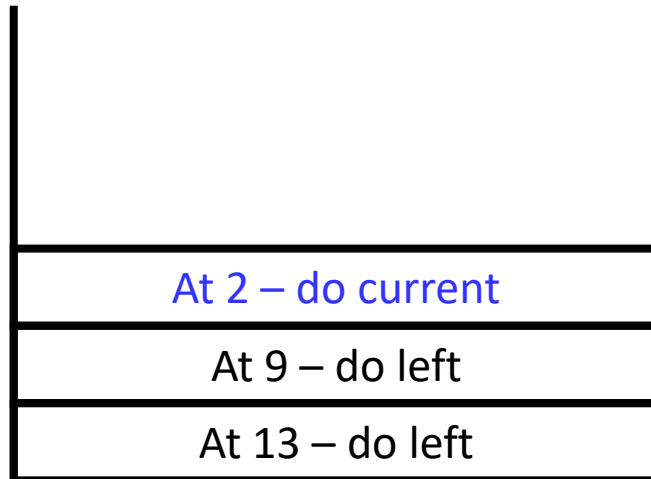 At 2 – do current
At 9 – do left
At 13 – do left